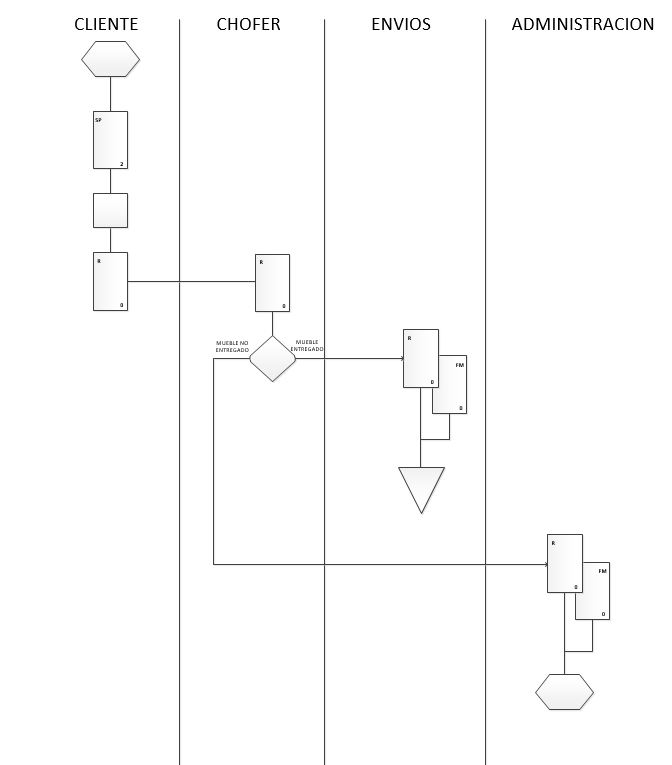 CLIENTE
CHOFER
ENVIOS
ADMINISTRACION
SP
2
R
0
R
0
MUEBLE NO
ENTREGADO
MUEBLE
ENTREGADO
R
0
FM
0
R
0
FM
0